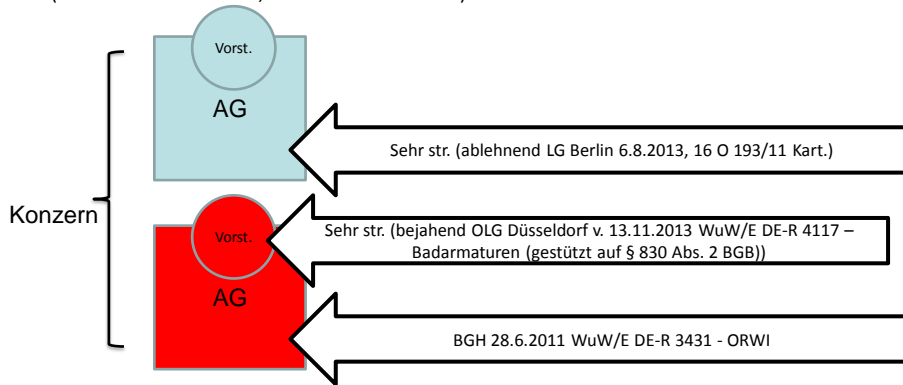 Vorst.
AG
Sehr str. (ablehnend LG Berlin 6.8.2013, 16 O 193/11 Kart.)
Konzern
Vorst.
Sehr str. (bejahend OLG Düsseldorf v. 13.11.2013 WuW/E DE-R 4117 –
Badarmaturen (gestützt auf § 830 Abs. 2 BGB))
AG
BGH 28.6.2011 WuW/E DE-R 3431 - ORWI